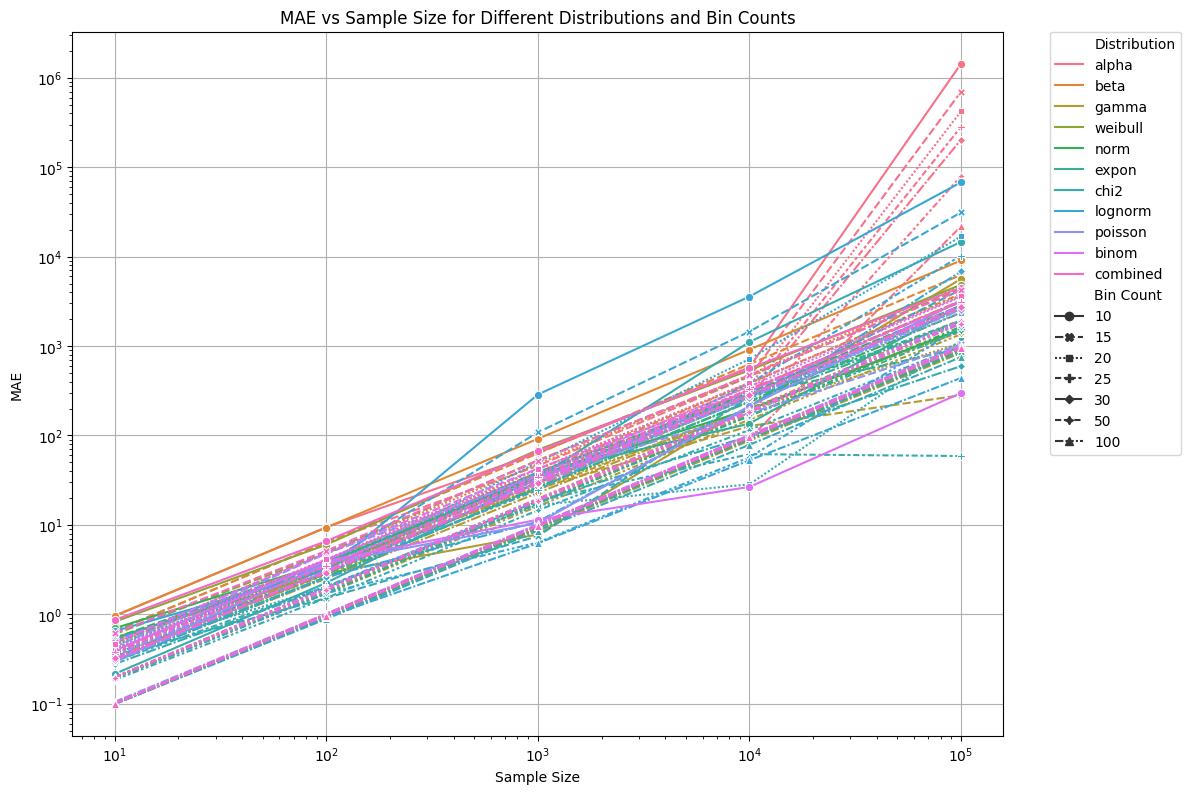 MAE vs Sample Size for Different Distributions and Bin Counts
MAE
10⁶
10⁵
10⁴
10³
10²
10¹
10⁰
10⁻¹
10¹
10²
10³
10⁴
10⁵
Sample Size
Distribution
alpha
beta
gamma
weibull
norm
expon
chi2
lognorm
poisson
binom
combined
Bin Count
10
15
20
25
30
50
100